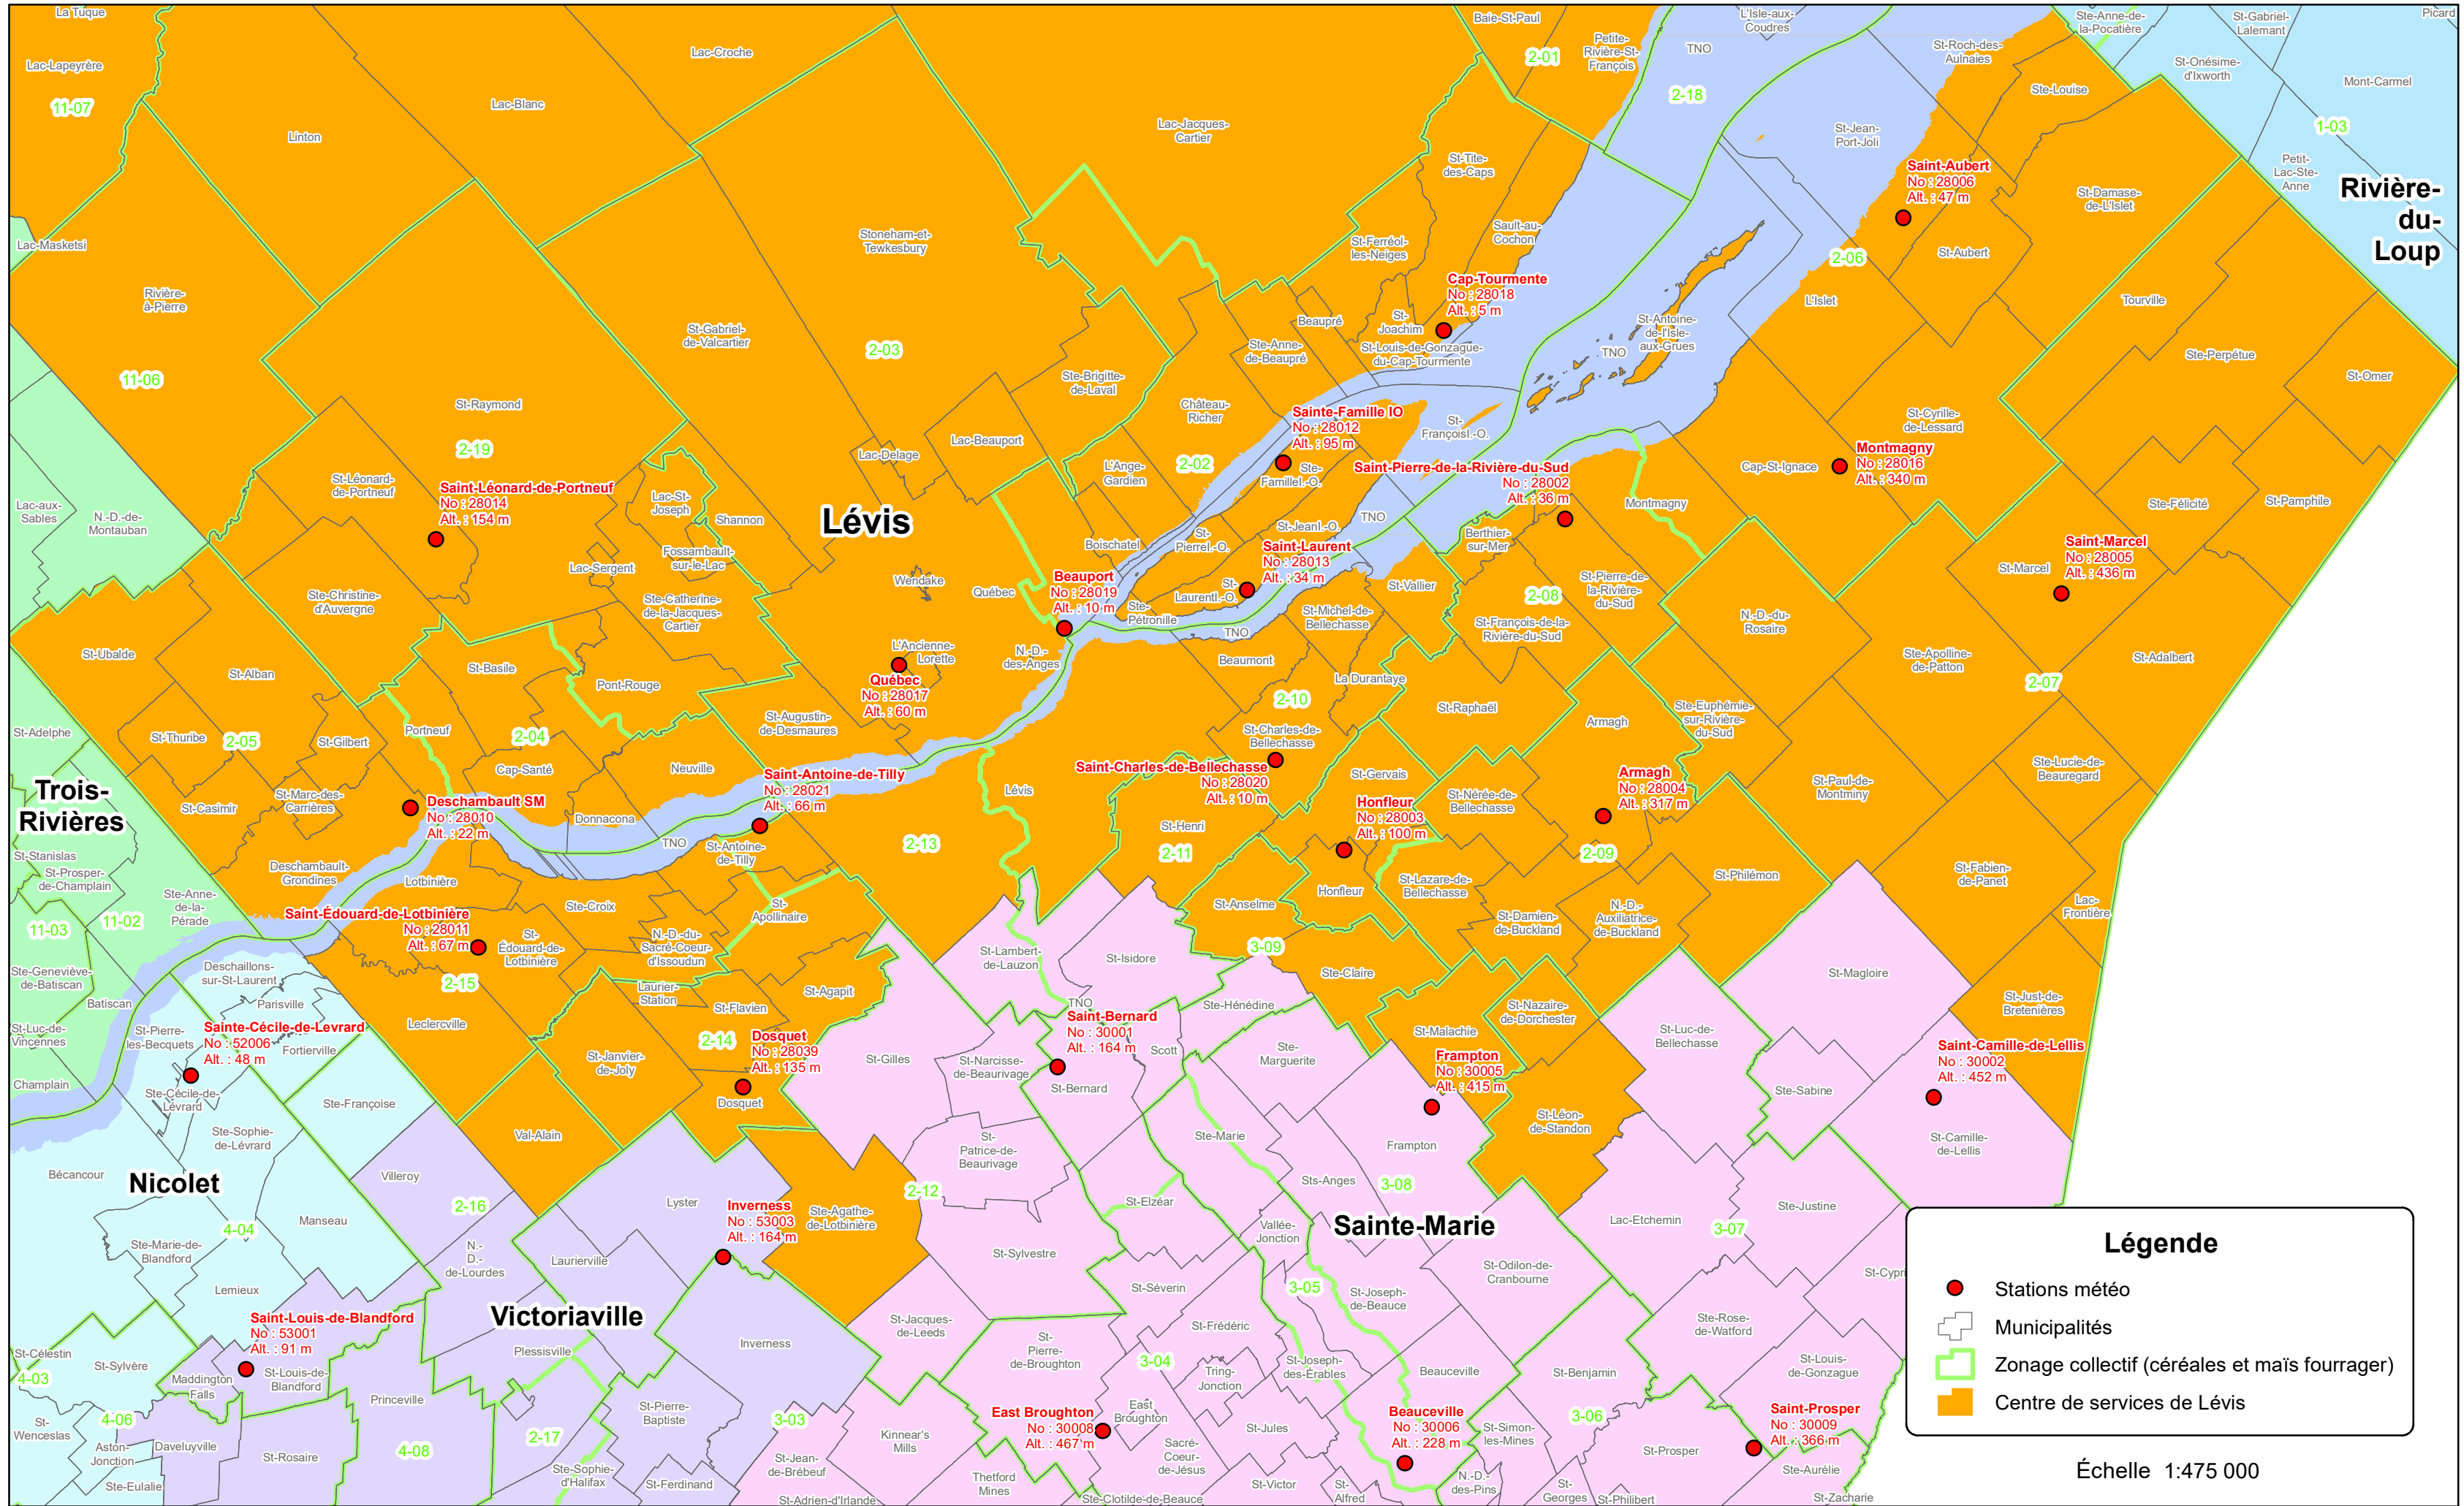 La Tuque
Lac-Lapeyrère
11-07
Lac-Croche
Lac-Blanc
Linton
Lac-Jacques-
Cartier
Baie-St-Paul
2-01
Petite-
Rivière-St-
François
TNO
2-18
L'Isle-aux-
Coudres
St-Roch-des-
Aulnaies
Ste-Anne-de-
la-Pocatière
St-Gabriel-
Lalemant
Picard
St-Onésime-
d'Ixworth
Mont-Carmel
1-03
Ste-Louise
St-Jean-
Port-Joli
Petit-
Lac-Ste-
Anne
Rivière-
du-
Loup
Saint-Aubert
No : 28006
Alt. : 47 m
St-Damase-
de-L'Islet
St-Aubert
2-06
L'Islet
Tourville
Ste-Perpétue
St-Omer
St-Tite-
des-Caps
Sault-au-
Cochon
St-Ferréol-
les-Neiges
Cap-Tourmente
No : 28018
Alt. : 5 m
St-
Joachim
St-Louis-de-Gonzague-
du-Cap-Tourmente
Beaupré
Ste-Anne-
de-Beaupré
St-Antoine-
de-l'Isle-
aux-Grues
TNO
Lac-Masketsi
Rivière-
à-Pierre
11-06
Stoneham-et-
Tewkesbury
St-Gabriel-
de-Valcartier
2-03
Ste-Brigitte-
de-Laval
Château-
Richer
St-Raymond
2-19
Lac-Beauport
Lac-Delage
L'Ange-
Gardien
2-02
Sainte-Famille IO
No : 28012
Alt. : 95 m
Ste-
FamilleI.-O.
St-
FrançoisI.-O.
St-Cyrille-
de-Lessard
Cap-St-Ignace
Montmagny
No : 28016
Alt. : 340 m
Saint-Pierre-de-la-Rivière-du-Sud
No : 28002
Alt. : 36 m
Montmagny
Ste-Félicité
St-Pamphile
St-Léonard-
de-Portneuf
Saint-Léonard-de-Portneuf
No : 28014
Alt. : 154 m
Lac-St-
Joseph
Shannon
Lévis
Lac-aux-
Sables
N.-D.-de-
Montauban
Fossambault-
sur-le-Lac
Lac-Sergent
Boischatel
St-
PierreI.-O.
St-JeanI.-O.
TNO
Berthier-
sur-Mer
Saint-Laurent
No : 28013
Alt. : 34 m
St-
LaurentI.-O.
Saint-Marcel
No : 28005
Alt. : 436 m
St-Marcel
Ste-Christine-
d'Auvergne
Ste-Catherine-
de-la-Jacques-
Cartier
Wendake
Québec
Beauport
No : 28019
Alt. : 10 m
Ste-
Pétronille
TNO
St-Michel-de-
Bellechasse
St-Vallier
2-08
St-Pierre-de-
la-Rivière-
du-Sud
St-François-de-la-
Rivière-du-Sud
N.-D.-du-
Rosaire
St-Ubalde
St-Alban
St-Basile
Pont-Rouge
L'Ancienne-
Lorette
Québec
No : 28017
Alt. : 60 m
N.-D.-
des-Anges
Beaumont
La Durantaye
2-10
St-Raphaël
Armagh
Ste-Euphémie-
sur-Rivière-
du-Sud
Ste-Apolline-
de-Patton
St-Adalbert
2-07
St-Adelphe
St-Thuribe
2-05
St-Gilbert
Portneuf
2-04
Cap-Santé
Neuville
St-Augustin-
de-Desmaures
St-Charles-de-
Bellechasse
Saint-Charles-de-Bellechasse
No : 28020
Alt. : 10 m
St-Gervais
Ste-Lucie-de-
Beauregard
Trois-
Rivières
St-Casimir
St-Marc-des-
Carrières
Deschambault SM
No : 28010
Alt. : 22 m
Donnacona
TNO
Saint-Antoine-de-Tilly
No : 28021
Alt. : 66 m
St-Antoine-
de-Tilly
Lévis
2-13
St-Henri
2-11
Honfleur
No : 28003
Alt. : 100 m
Honfleur
St-Nérée-de-
Bellechasse
Armagh
No : 28004
Alt. : 317 m
2-09
St-Paul-de-
Montminy
St-Stanislas
St-Prosper-
de-Champlain
Deschambault-
Grondines
Lotbinière
Ste-Anne-
de-la-
Pérade
11-02
11-03
Ste-Croix
St-
Apollinaire
St-Anselme
St-Lazare-de-
Bellechasse
St-Damien-
de-Buckland
N.-D.-
Auxiliatrice-
de-Buckland
St-Philémon
St-Fabien-
de-Panet
Lac-
Frontière
Saint-Édouard-de-Lotbinière
No : 28011
Alt. : 67 m
St-
Édouard-de-
Lotbinière
N.-D.-du-
Sacré-Coeur-
d'Issoudun
St-Lambert-
de-Lauzon
St-Isidore
3-09
Ste-Claire
St-Magloire
Ste-Geneviève-
de-Batiscan
Deschaillons-
sur-St-Laurent
2-15
Laurier-
Station
St-Agapit
St-Flavien
TNO
Ste-Hénédine
St-Nazaire-
de-Dorchester
St-Just-de-
Bretenières
Batiscan
Parisville
Leclercville
St-Luc-de-
Vincennes
St-Pierre-
les-Becquets
Sainte-Cécile-de-Levrard
No : 52006
Alt. : 48 m
Fortierville
2-14
Dosquet
No : 28039
Alt. : 135 m
Dosquet
St-Janvier-
de-Joly
St-Gilles
St-Narcisse-
de-Beaurivage
Saint-Bernard
No : 30001
Alt. : 164 m
St-Bernard
Scott
Ste-
Marguerite
St-Malachie
Frampton
No : 30005
Alt. : 415 m
St-Luc-de-
Bellechasse
Saint-Camille-de-Lellis
No : 30002
Alt. : 452 m
Ste-Sabine
Champlain
Ste-Cécile-de-
Lévrard
Ste-Françoise
Ste-Sophie-
de-Lévrard
Val-Alain
St-
Patrice-de-
Beaurivage
Ste-Marie
Frampton
St-Léon-
de-Standon
St-Camille-
de-Lellis
Bécancour
Nicolet
Villeroy
2-16
Lyster
Inverness
No : 53003
Alt. : 164 m
Ste-Agathe-
de-Lotbinière
2-12
St-Elzéar
Sts-Anges
3-08
Manseau
4-04
Ste-Marie-de-
Blandford
N.-
D.-
de-Lourdes
Laurierville
St-Sylvestre
Vallée-
Jonction
Sainte-Marie
Lac-Etchemin
3-07
Ste-Justine
Lemieux
St-Séverin
3-05
St-Joseph-
de-Beauce
St-Odilon-de-
Cranbourne
St-Cypri
Saint-Louis-de-Blandford
No : 53001
Alt. : 91 m
Victoriaville
St-Jacques-
de-Leeds
St-Frédéric
Ste-Rose-
de-Watford
St-Célestin
4-03
St-Sylvère
Maddington
Falls
St-Louis-de-
Blandford
Plessisville
Inverness
St-
Pierre-
de-Broughton
3-04
Tring-
Jonction
St-Joseph-
des-Érables
Beauceville
St-Benjamin
St-Louis-
de-Gonzague
Princeville
St-
Wenceslas
4-06
Aston-
Jonction
Daveluyville
Ste-Eulalie
St-Rosaire
4-08
2-17
St-Pierre-
Baptiste
3-03
Kinnear's
Mills
East Broughton
No : 30008
Alt. : 467 m
East
Broughton
St-Jules
Beauceville
No : 30006
Alt. : 228 m
St-Simon-
les-Mines
3-06
St-Prosper
Saint-Prosper
No : 30009
Alt. : 366 m
Ste-Aurélie
Ste-Sophie-
d'Halifax
St-Ferdinand
St-Jean-
de-Brébeuf
St-Adrien-d'Irlande
Thetford
Mines
Sacré-
Coeur-
de-Jésus
Ste-Clotilde-de-Beauce
St-Victor
St-
Alfred
N.-D.-
des-Pins
St-
Georges
St-Philibert
St-Zacharie
Légende
Stations météo
Municipalités
Zonage collectif (céréales et maïs fourrager)
Centre de services de Lévis
Échelle 1:475 000